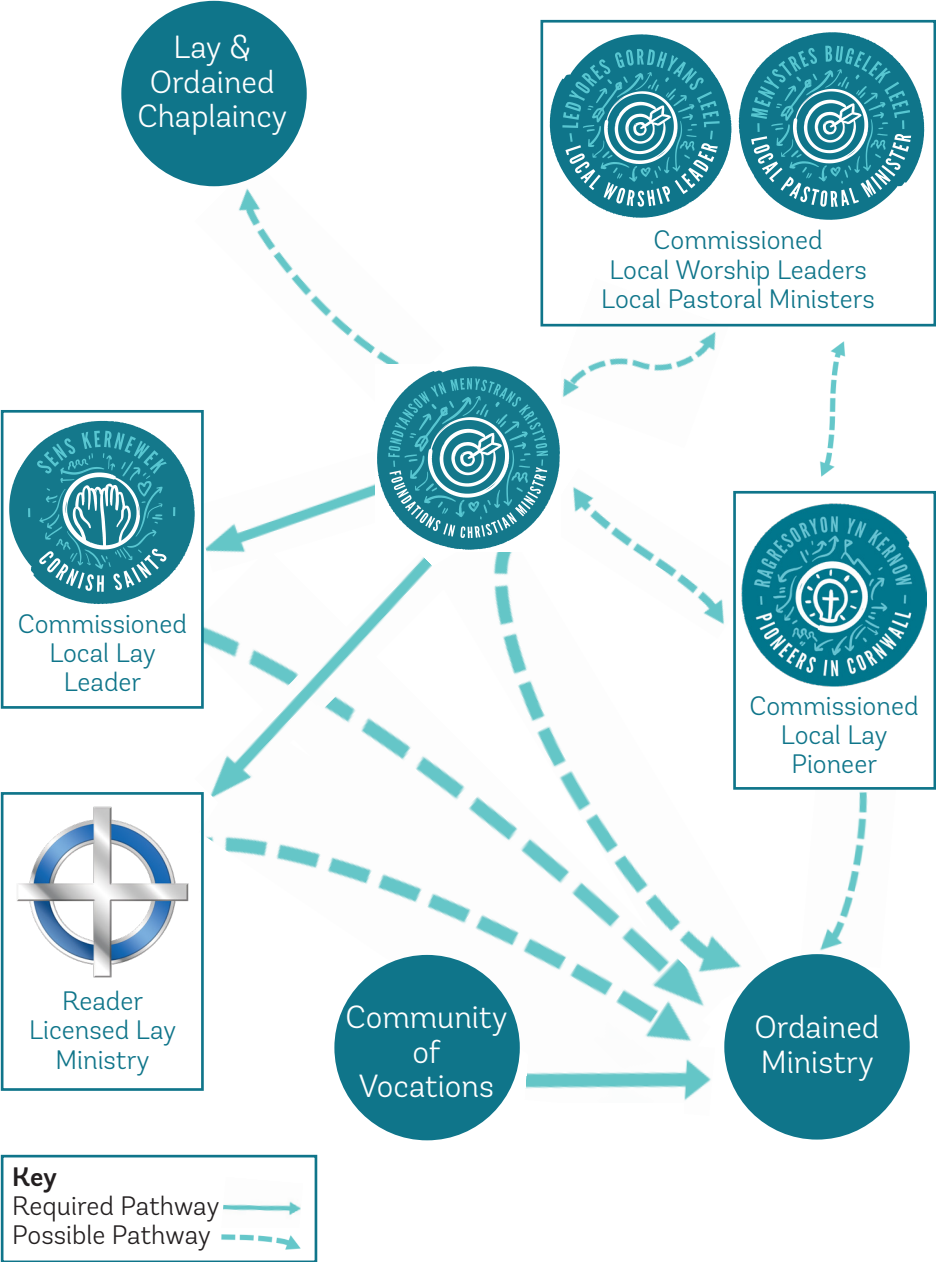 Lay &
Ordained
Chaplaincy
LEDYORES GORDHYANS LEEL
LOCAL WORSHIP LEADER
MENYSTRES BUGELEK LEEL
LOCAL PASTORAL MINISTER
Commissioned
Local Worship Leaders
Local Pastoral Ministers
FONDYANSOW YN MENYSTRANS KRISTYON
FOUNDATIONS IN CHRISTIAN MINISTRY
SENS KERNEWEK
CORNISH SAINTS
Commissioned
Local Lay
Leader
RAGRESORYON YN KERNOW
PIONEERS IN CORNWALL
Commissioned
Local Lay
Pioneer
Reader
Licensed Lay
Ministry
Community
of
Vocations
Ordained
Ministry
Key
Required Pathway
Possible Pathway